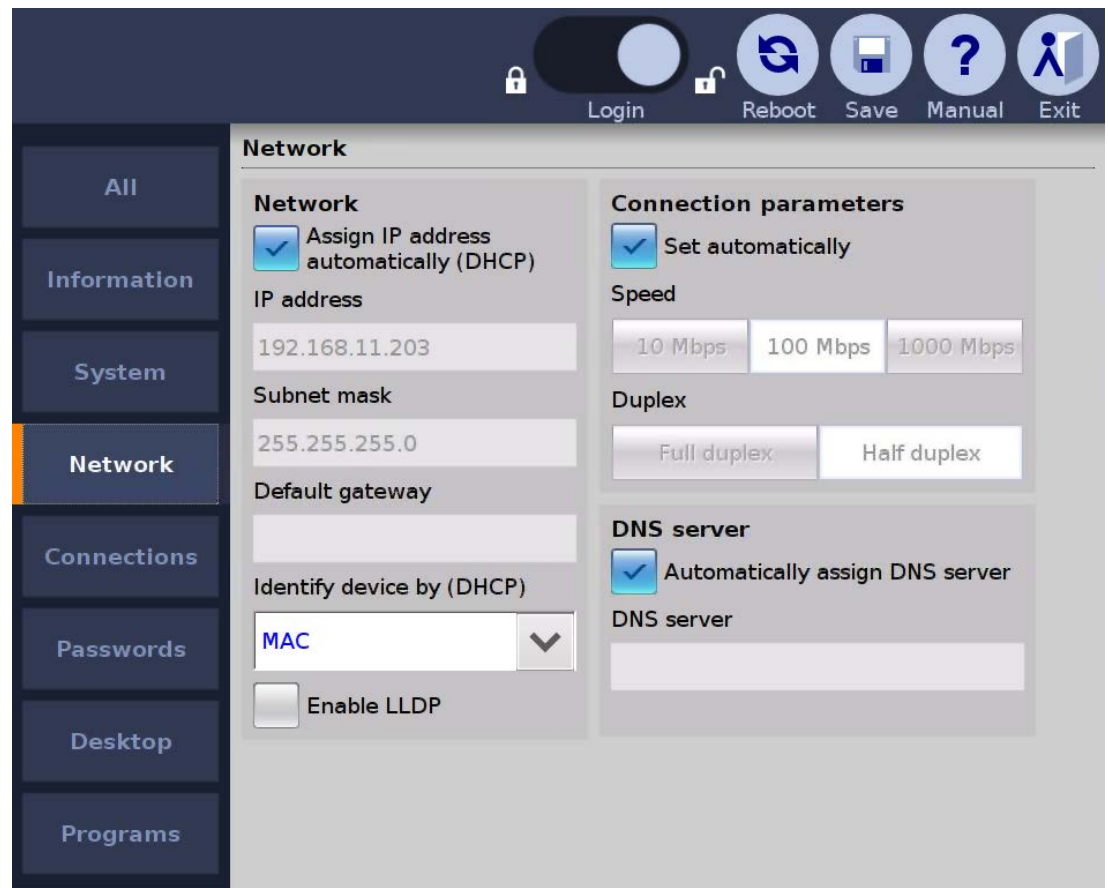 Login
Reboot
Save
?
Manual
Exit
All
Information
System
Network
Connections
Passwords
Desktop
Programs
Network
Network
Assign IP address
automatically (DHCP)
IP address
192.168.11.203
Subnet mask
255.255.255.0
Default gateway
Identify device by (DHCP)
MAC
Enable LLDP
Connection parameters
Set automatically
Speed
10 Mbps 100 Mbps 1000 Mbps
Duplex
Full duplex Half duplex
DNS server
Automatically assign DNS server
DNS server